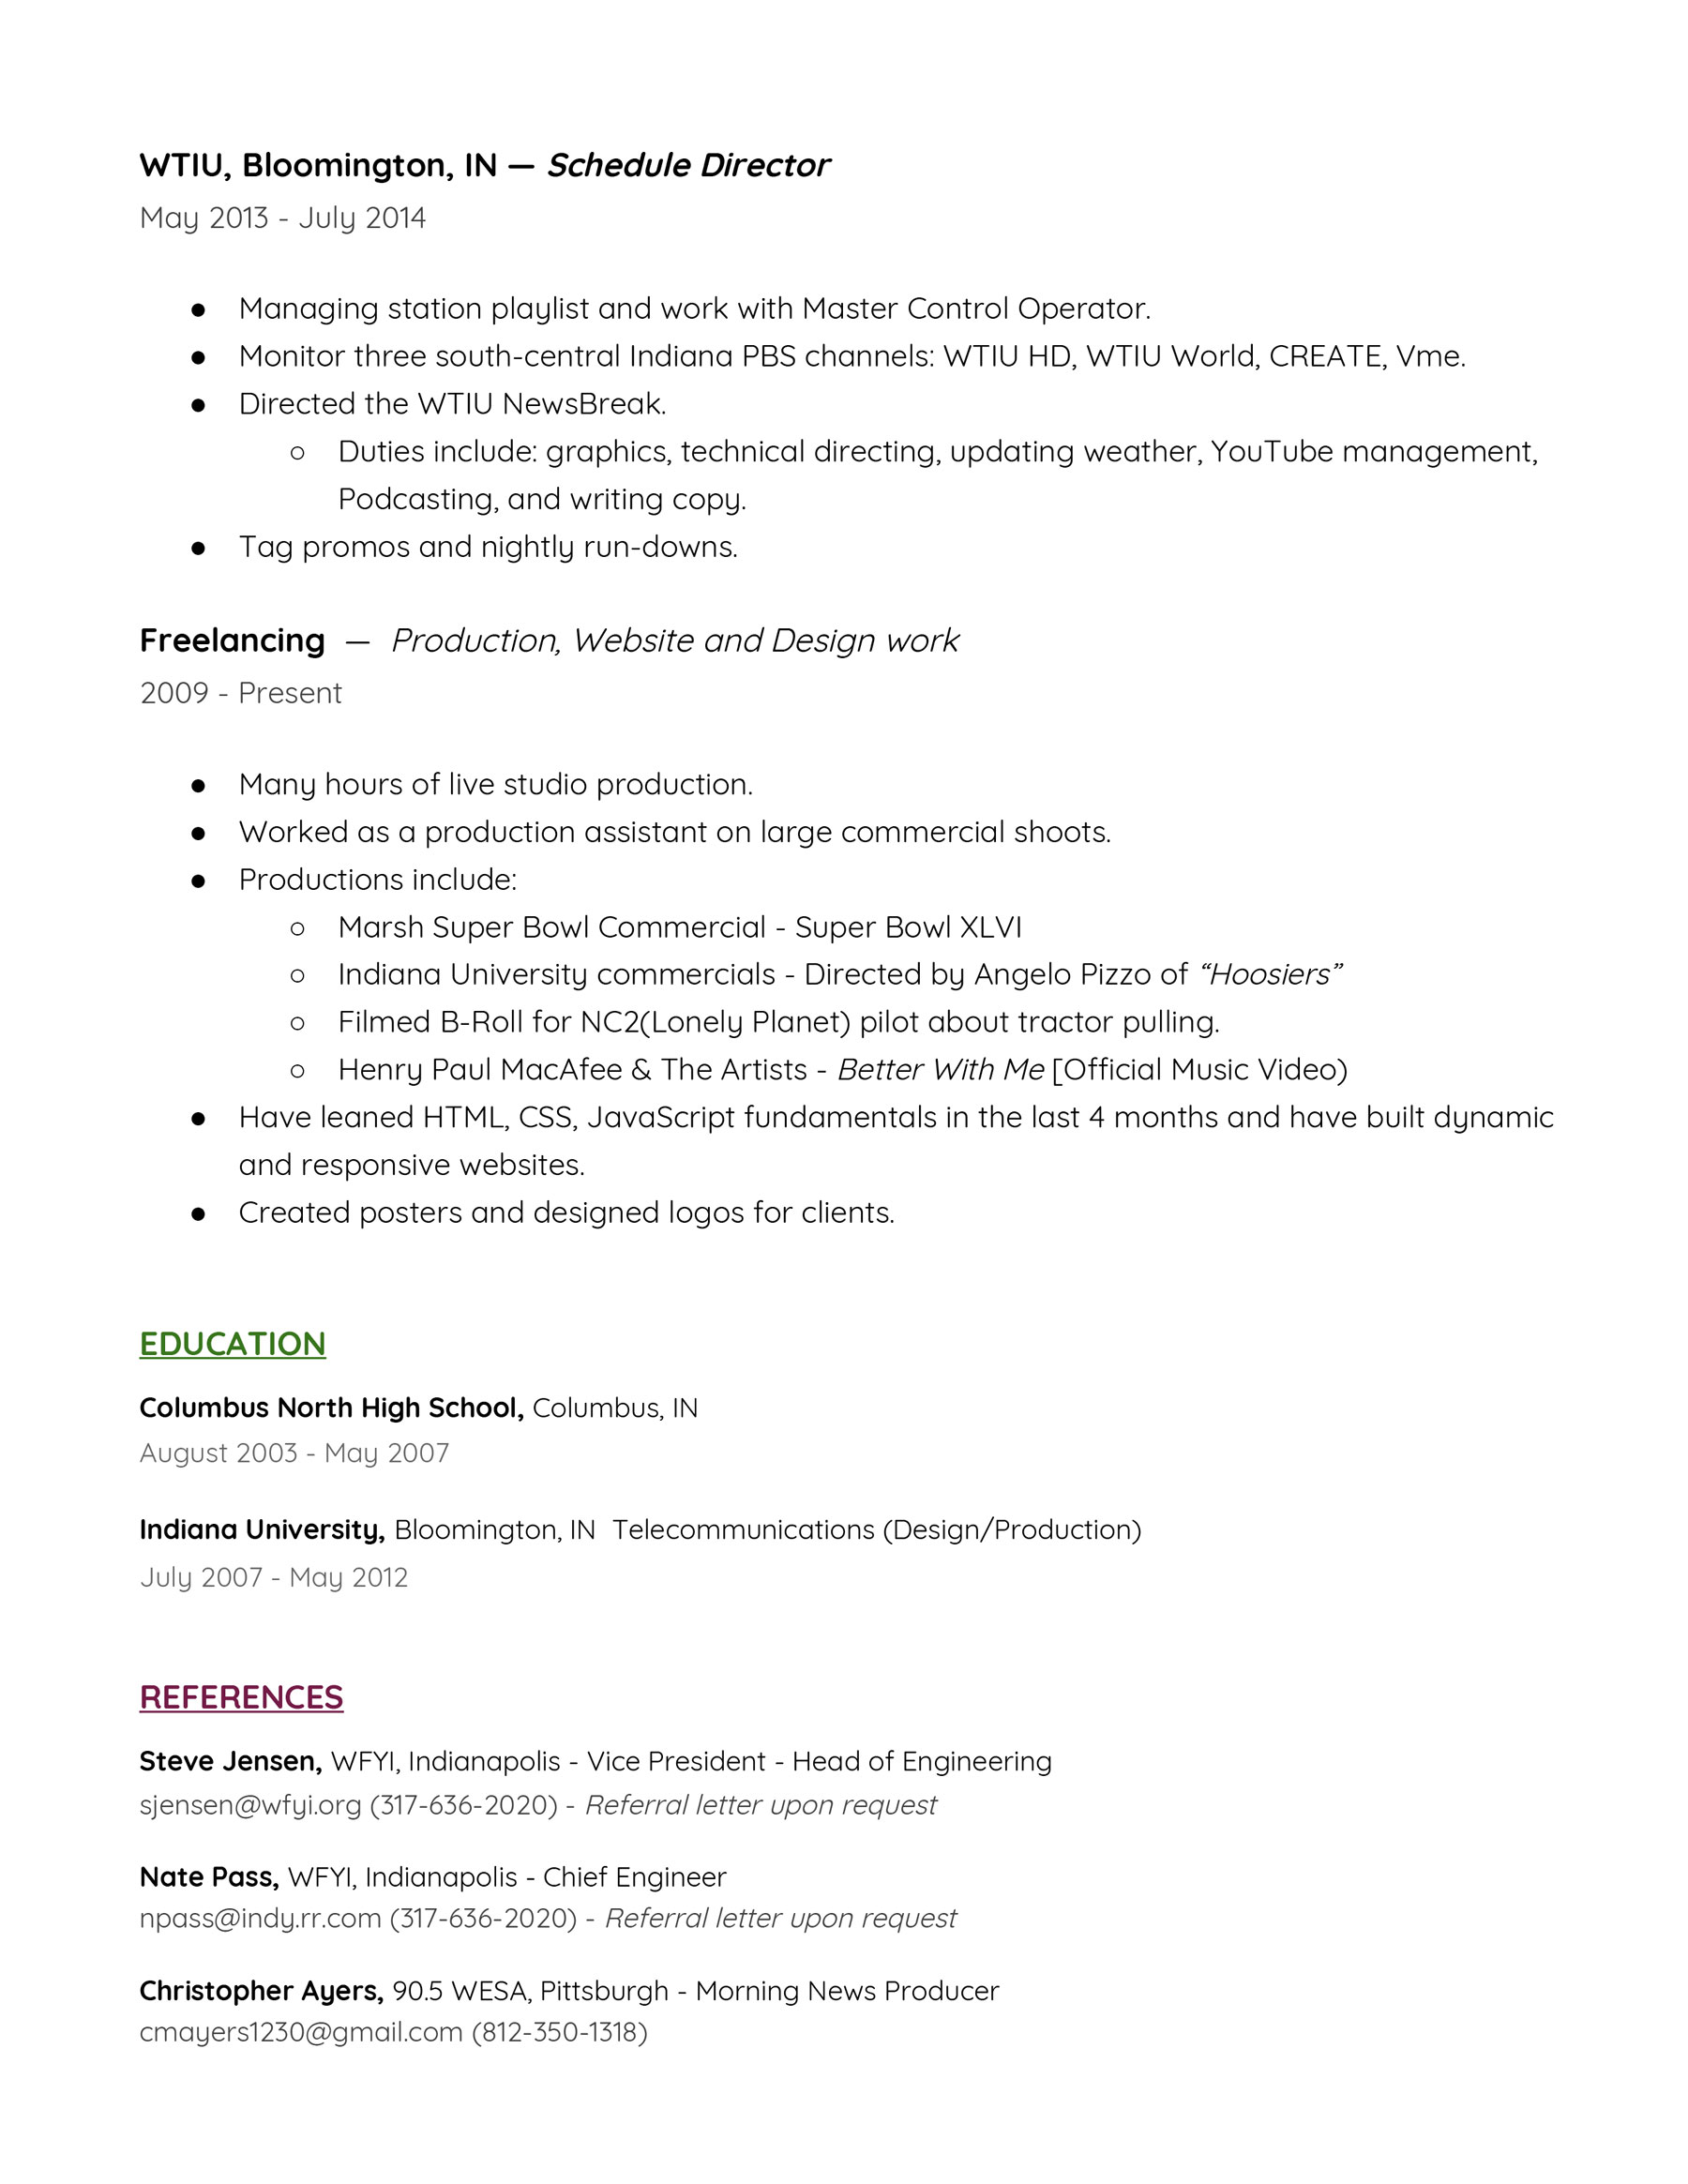 WTIU, Bloomington, IN — Schedule Director
May 2013 - July 2014
● Managing station playlist and work with Master Control Operator.
● Monitor three south-central Indiana PBS channels: WTIU HD, WTIU World, CREATE, Vme.
● Directed the WTIU NewsBreak.
○ Duties include: graphics, technical directing, updating weather, YouTube management,
Podcasting, and writing copy.
● Tag promos and nightly run-downs.
Freelancing — Production, Website and Design work
2009 - Present
● Many hours of live studio production.
● Worked as a production assistant on large commercial shoots.
● Productions include:
○ Marsh Super Bowl Commercial - Super Bowl XLVI
○ Indiana University commercials - Directed by Angelo Pizzo of “Hoosiers”
○ Filmed B-Roll for NC2(Lonely Planet) pilot about tractor pulling.
○ Henry Paul MacAfee & The Artists - Better With Me [Official Music Video)
● Have leaned HTML, CSS, JavaScript fundamentals in the last 4 months and have built dynamic
and responsive websites.
● Created posters and designed logos for clients.
EDUCATION
Columbus North High School, Columbus, IN
August 2003 - May 2007
Indiana University, Bloomington, IN  Telecommunications (Design/Production)
July 2007 - May 2012
REFERENCES
Steve Jensen, WFYI, Indianapolis - Vice President - Head of Engineering
sjensen@wfyi.org (317-636-2020) - Referral letter upon request
Nate Pass, WFYI, Indianapolis - Chief Engineer
npass@indy.rr.com (317-636-2020) - Referral letter upon request
Christopher Ayers, 90.5 WESA, Pittsburgh - Morning News Producer
cmayers1230@gmail.com (812-350-1318)